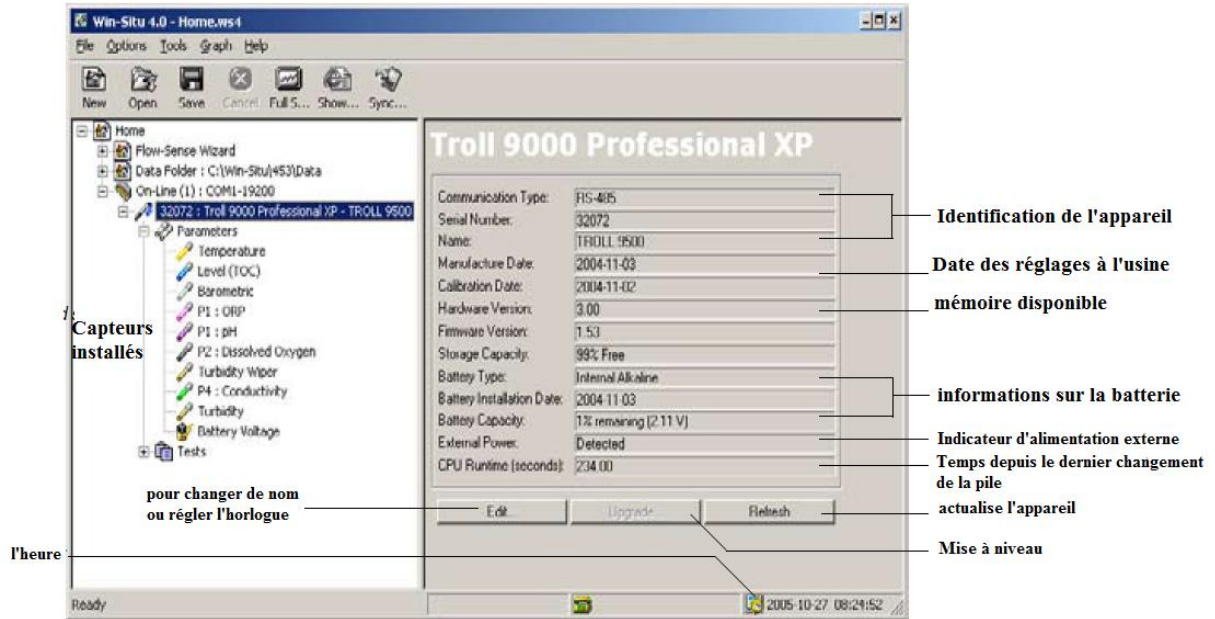 Win-Situ 4.0 - Home.ws4
File Options Tools Graph Help
New Open Save Cancel Full S... Show... Sync...
Home
Flow-Sense Wizard
Data Folder : C:\Win-Situ\453\Data
On-Line (1) : COM1-19200
32072 : Troll 9000 Professional XP - TROLL 9500
Parameters
Temperature
Level (TOC)
Barometric
P1 : ORP
P1 : pH
P2 : Dissolved Oxygen
Turbidity Wiper
P4 : Conductivity
Turbidity
Battery Voltage
Tests
Capteurs
installés
Troll 9000 Professional XP
Communication Type: RS-485
Serial Number: 32072
Name: TROLL 9500
Manufacture Date: 2004-11-03
Calibration Date: 2004-11-02
Hardware Version: 3.00
Firmware Version: 1.53
Storage Capacity: 99% Free
Battery Type: Internal Alkaline
Battery Installation Date: 2004-11-03
Battery Capacity: 1% remaining (2.11 V)
External Power: Detected
CPU Runtime (seconds): 234.00
Edit... Upgrade... Refresh
Identification de l'appareil
Date des réglages à l'usine
mémoire disponible
informations sur la batterie
Indicateur d'alimentation externe
Temps depuis le dernier changement
de la pile
actualise l'appareil
Mise à niveau
pour changer de nom
ou régler l'horlogue
l'heure
Ready
2005-10-27 08:24:52